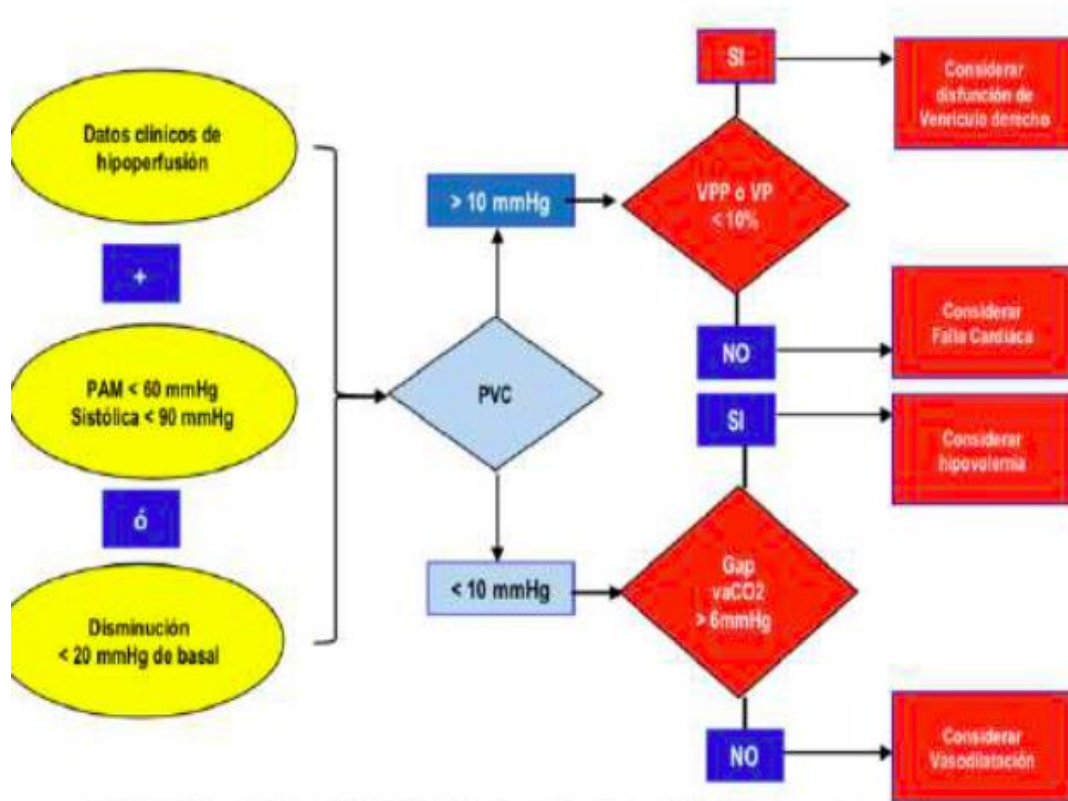 Datos clínicos de
hipoperfusión
+
PAM < 60 mmHg
Sistólica < 90 mmHg
ó
Disminución
< 20 mmHg de basal
PVC
> 10 mmHg
< 10 mmHg
SI
VPP o VP
< 10%
NO
SI
Gap
vaCO2
> 6mmHg
NO
Considerar
disfunción de
Venriculo derecho
Considerar
Falla Cardiaca
Considerar
hipovolemia
Considerar
Vasodilatación